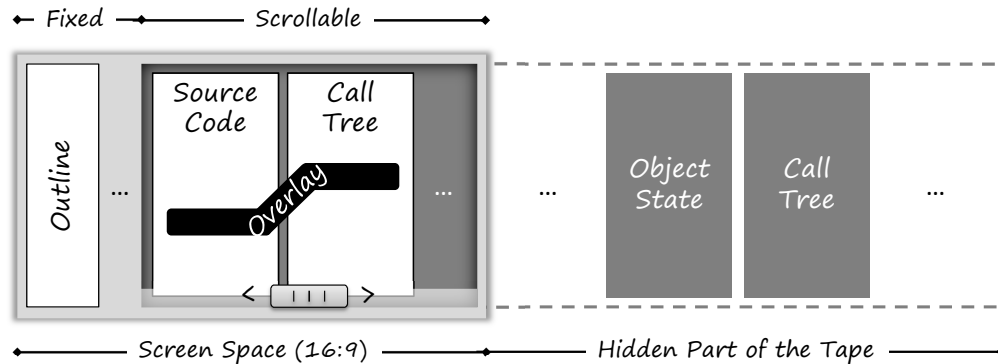 Fixed
Scrollable
Outline
...
Source
Code
Call
Tree
Overlay
...
< >
...
Object
State
Call
Tree
...
Screen Space (16:9)
Hidden Part of the Tape